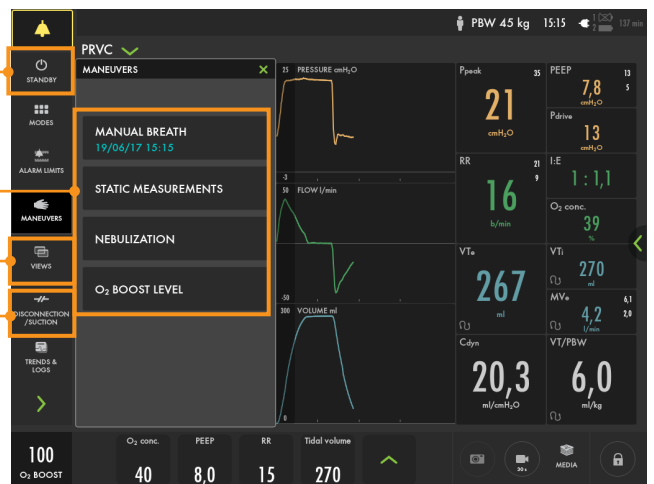 PBW 45 kg 15:15 1 2 137 min
PRVC
STANDBY
MODES
ALARM LIMITS
MANEUVERS
VIEWS
DISCONNECTION
/SUCTION
TRENDS &
LOGS
MANEUVERS
MANUAL BREATH
19/06/17 15:15
STATIC MEASUREMENTS
NEBULIZATION
O₂ BOOST LEVEL
25 PRESSURE cmH₂O
-3
50 FLOW l/min
-50
300 VOLUME ml
0
Ppeak 35
21
cmH₂O
PEEP 13
7,8 5
cmH₂O
Pdrive
13
cmH₂O
RR 21
9
16
b/min
I:E
1 : 1,1
O₂ conc.
39
%
VTe
267
ml
VTi
270
ml
MVe 6,1
4,2 2,0
l/min
Cdyn
20,3
ml/cmH₂O
VT/PBW
6,0
ml/kg
100
O₂ BOOST
O₂ conc.
40
PEEP
8,0
RR
15
Tidal volume
270
30 s
MEDIA